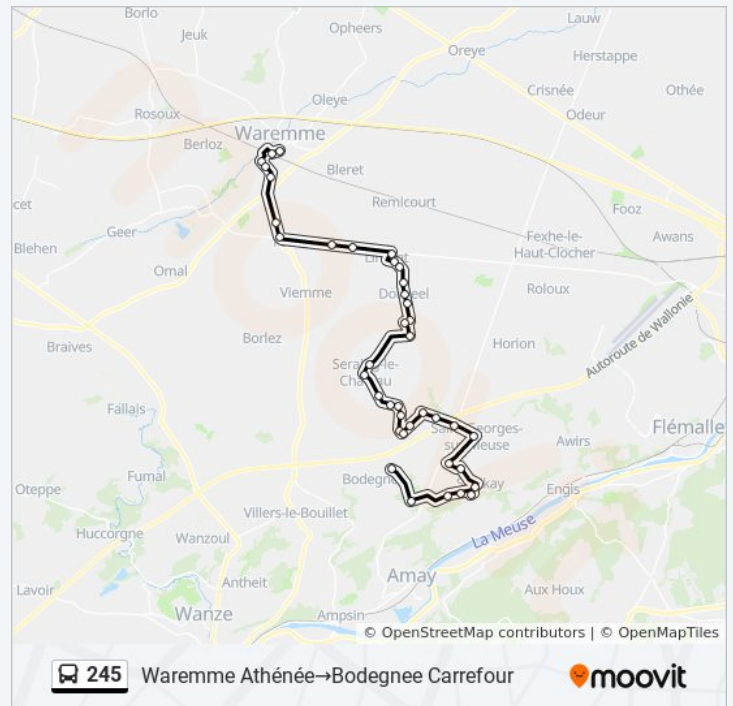 Borlo
Lauw
Jeuk
Opheers
Oreye
Herstappe
Crisnée
Othée
Oleye
Odeur
Rosoux
Waremme
Berloz
Bleret
Remicourt
Fooz
cet
Geer
Fexhe-le-
Haut-Clocher
Awans
Blehen
Omal
Roloux
Viemme
Autoroute de Wallonie
Horion
Borlez
Braives
Fallais
Flémalle
Awirs
Fumal
Bodegne
Oteppe
Engis
Villers-le-Bouillet
Huccorgne
Wanzoul
La Meuse
Antheit
Amay
Lavoir
Aux Houx
Wanze
Ampsin
© OpenStreetMap contributors | © OpenMapTiles
245 Waremme Athénée→Bodegnee Carrefour moovit